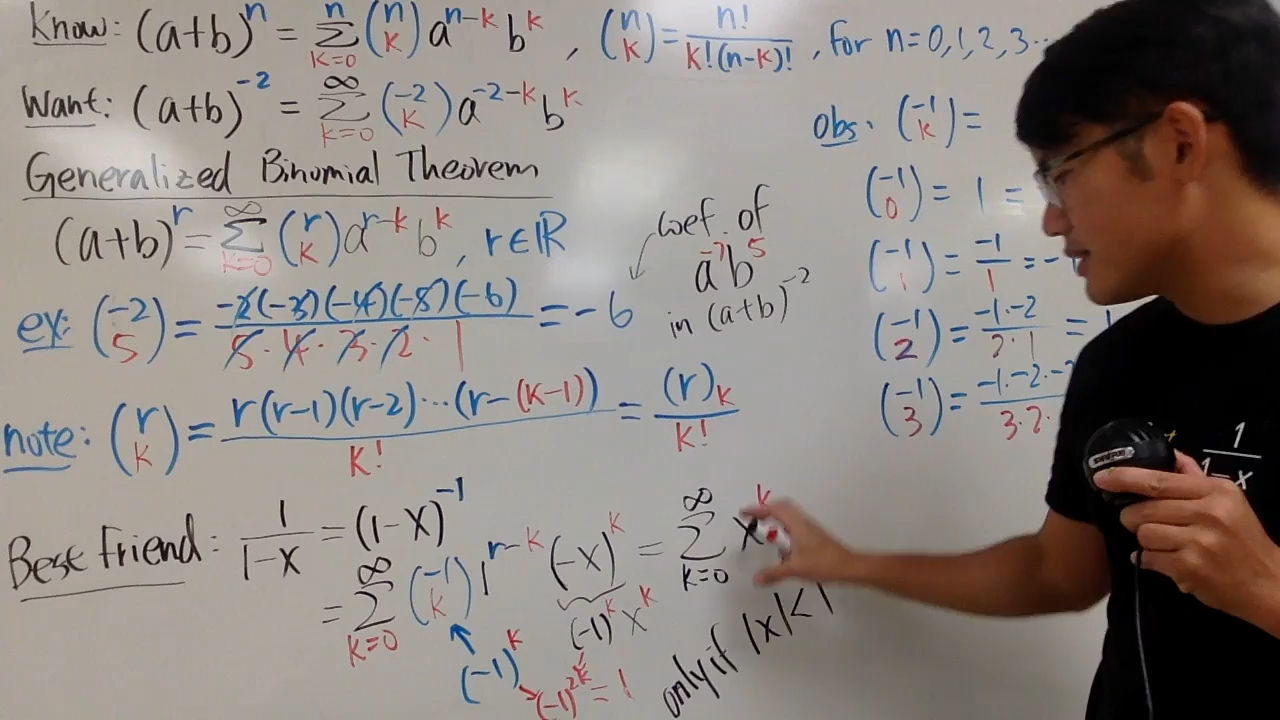 Know: (a+b)^n = Σ_{k=0}^{n} (n k) a^{n-k} b^k , (n k) = n!/(k!(n-k)!) , for n=0,1,2,3...
Want: (a+b)^{-2} = Σ_{k=0}^{∞} (-2 k) a^{-2-k} b^k
Generalized Binomial Theorem
(a+b)^r = Σ_{k=0}^{∞} (r k) a^{r-k} b^k , r∈ℝ
ex: (-2 5) = -2(-3)(-4)(-5)(-6)/(5·4·3·2·1) = -6
coef. of
a^{-7} b^5
in (a+b)^{-2}
note: (r k) = r(r-1)(r-2)...(r-(k-1))/k! = (r)_k/k!
Best Friend: 1/(1-x) = (1-x)^{-1}
= Σ_{k=0}^{∞} (-1 k) 1^{r-k} (-x)^k = Σ_{k=0}^{∞} x^k
(-1)^k x^k
(-1)^k
(-1)^{2k} = 1
only if |x|<1
Obs: (-1 k) =
(-1 0) = 1 =
(-1 1) = -1/1 = -
(-1 2) = -1·-2/(2·1) = 1
(-1 3) = -1·-2·-/(3·2·
1/(1-x)